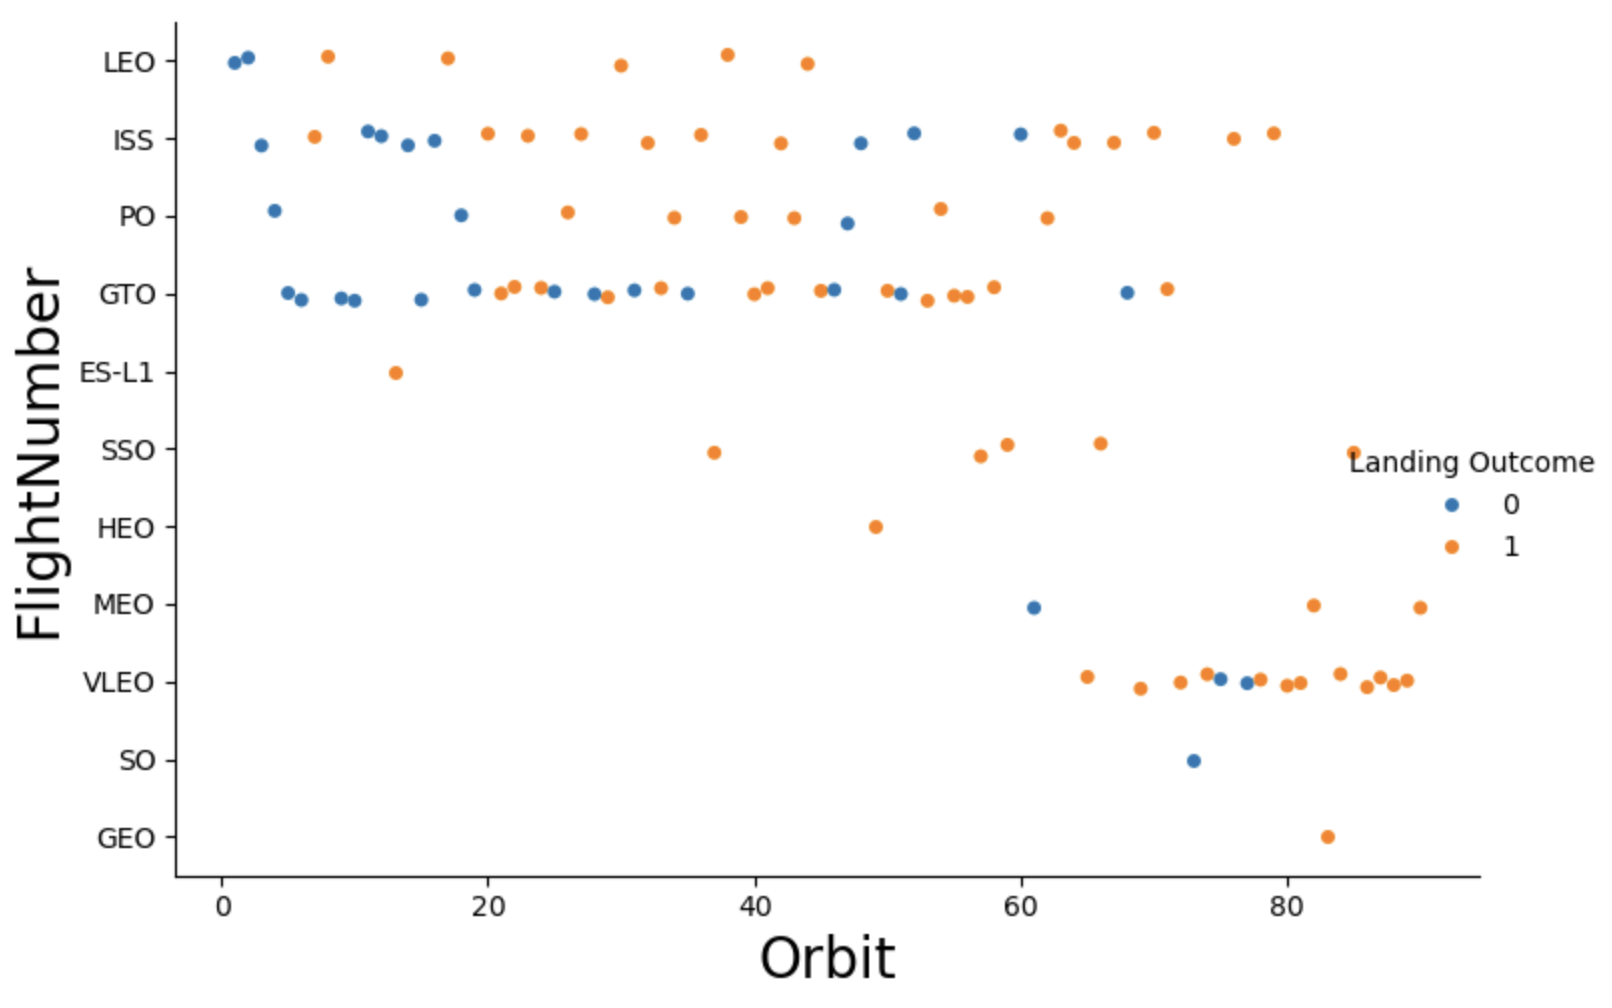 LEO
ISS
PO
GTO
ES-L1
SSO
HEO
MEO
VLEO
SO
GEO
FlightNumber
0 20 40 60 80
Orbit
Landing Outcome
0
1